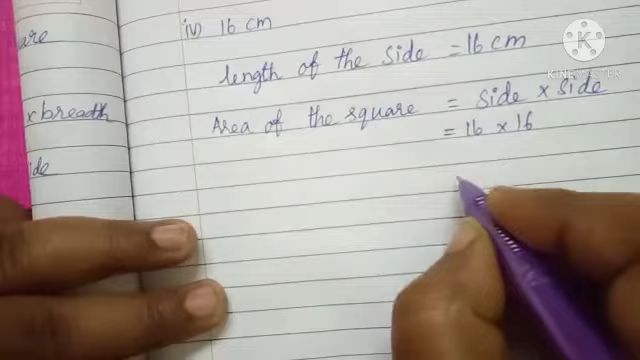 are
x breadth
ide
iv) 16 cm
length of the side = 16 cm
Area of the square = side x side
= 16 x 16
KINEMASTER